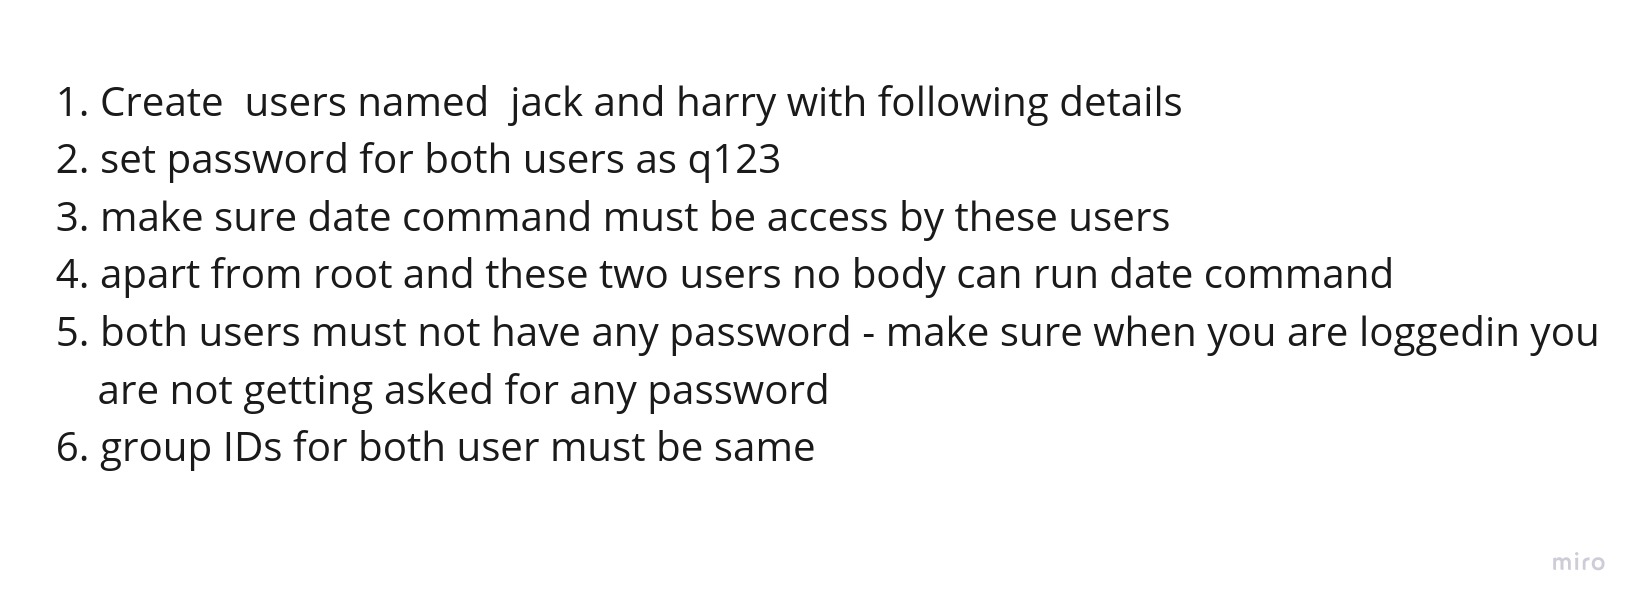 1. Create  users named  jack and harry with following details
2. set password for both users as q123
3. make sure date command must be access by these users
4. apart from root and these two users no body can run date command
5. both users must not have any password - make sure when you are loggedin you
are not getting asked for any password
6. group IDs for both user must be same
miro